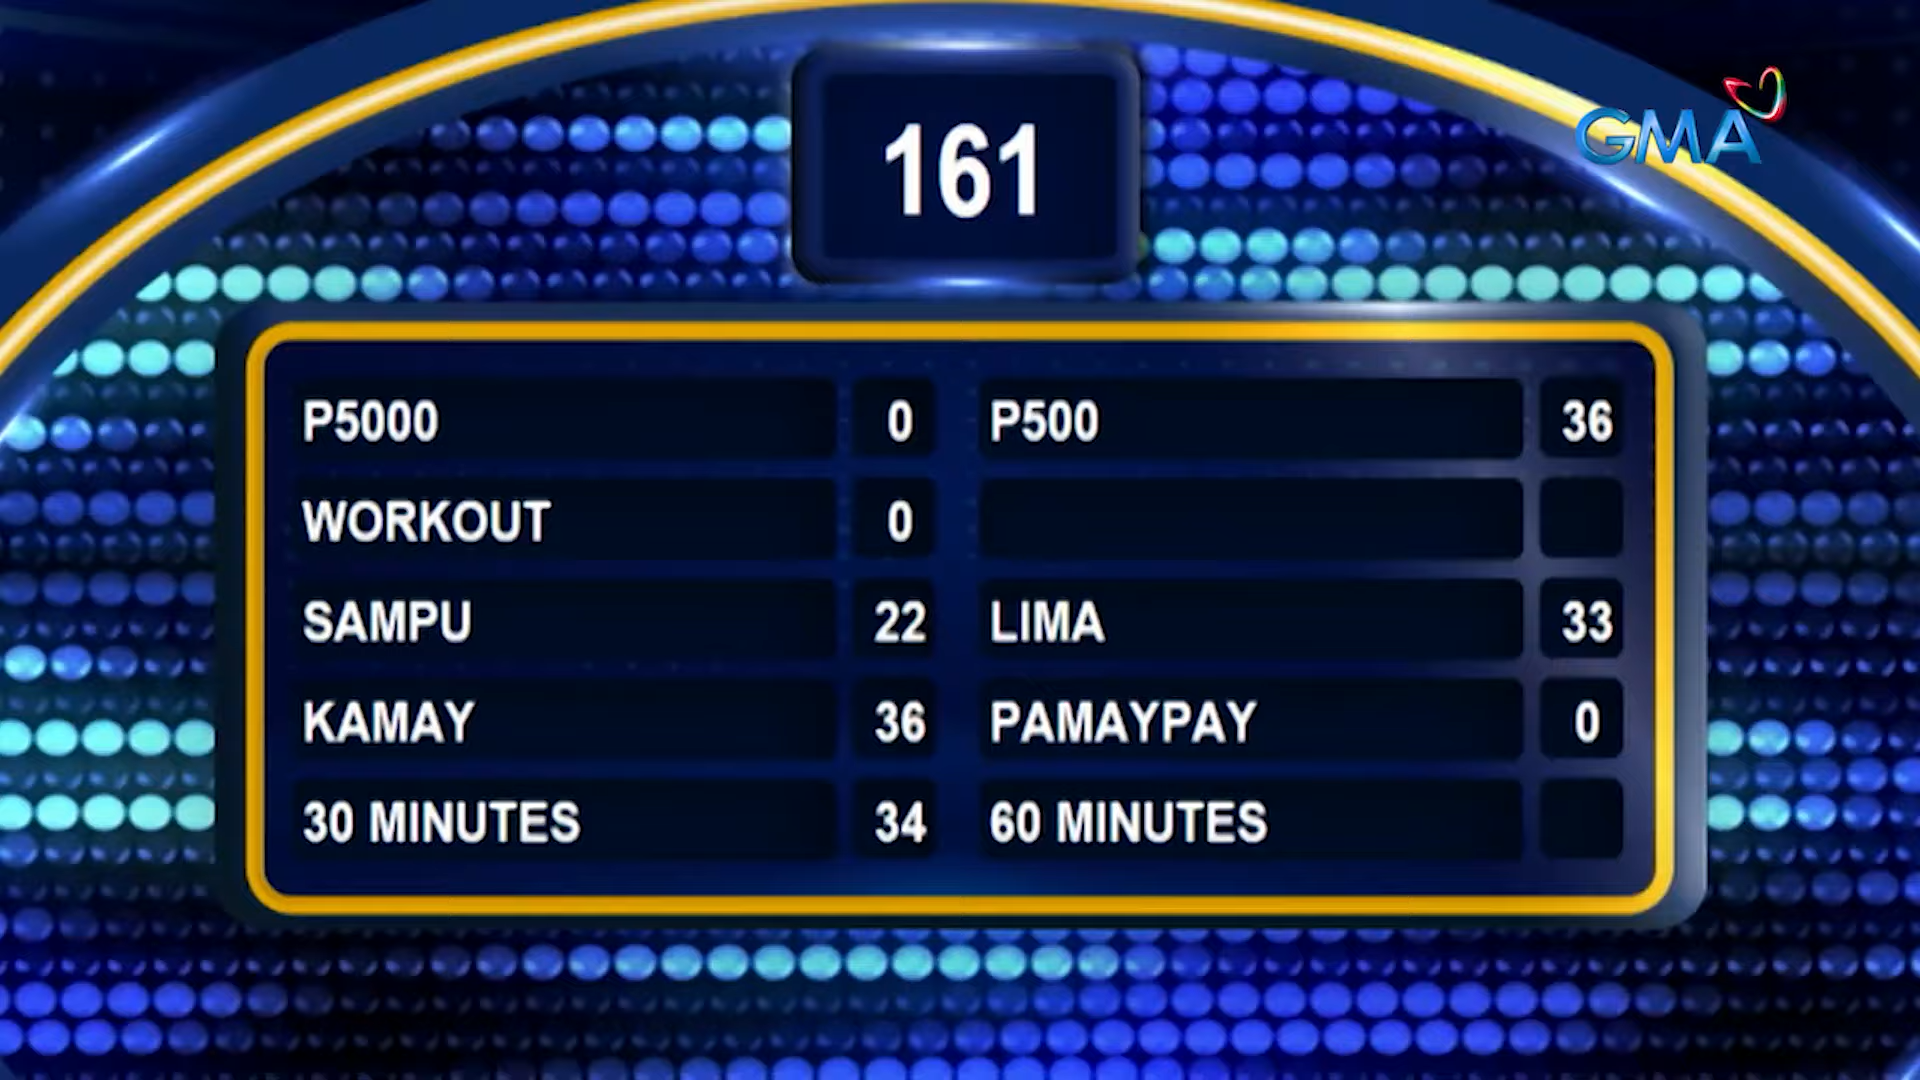 161
GMA
P5000 0 P500 36
WORKOUT 0
SAMPU 22 LIMA 33
KAMAY 36 PAMAYPAY 0
30 MINUTES 34 60 MINUTES